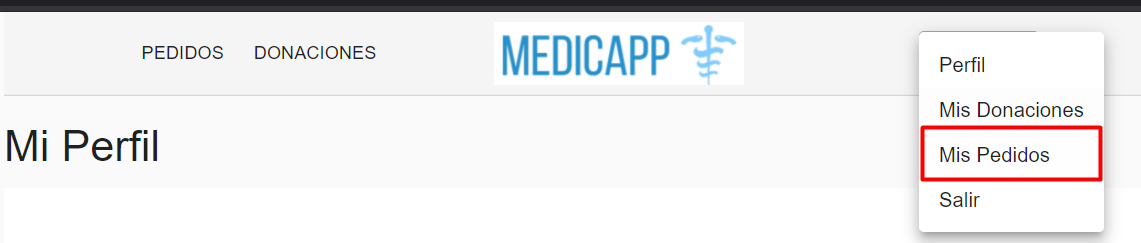 PEDIDOS
DONACIONES
MEDICAPP
Perfil
Mis Donaciones
Mis Pedidos
Salir
Mi Perfil